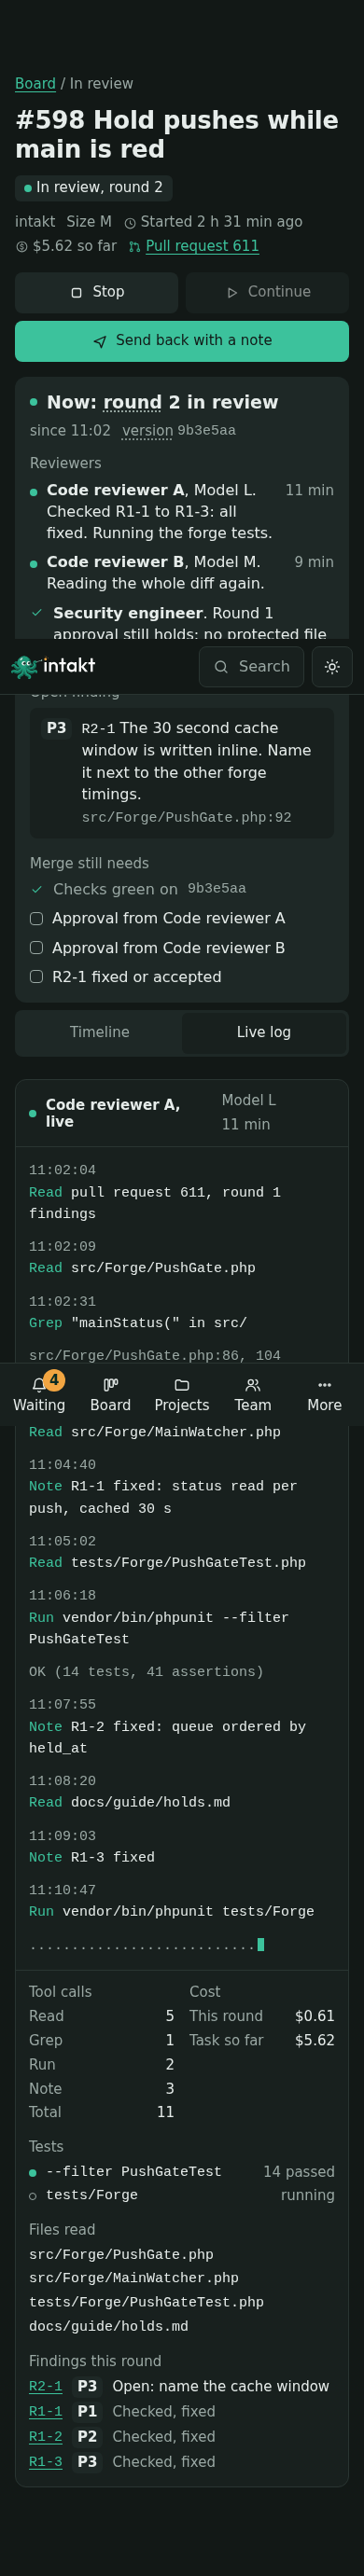 Board / In review
#598 Hold pushes while
main is red
In review, round 2
intakt Size M Started 2 h 31 min ago
$5.62 so far Pull request 611
Stop
Continue
Send back with a note
Now: round 2 in review
since 11:02 version 9b3e5aa
Reviewers
Code reviewer A, Model L. 11 min
Checked R1-1 to R1-3: all
fixed. Running the forge tests.
Code reviewer B, Model M. 9 min
Reading the whole diff again.
Security engineer. Round 1
approval still holds; no protected file
intakt
Search
Open finding
P3 R2-1 The 30 second cache
window is written inline. Name
it next to the other forge
timings.
src/Forge/PushGate.php:92
Merge still needs
Checks green on 9b3e5aa
Approval from Code reviewer A
Approval from Code reviewer B
R2-1 fixed or accepted
Timeline
Live log
Code reviewer A,
live
Model L
11 min
11:02:04
Read pull request 611, round 1
findings
11:02:09
Read src/Forge/PushGate.php
11:02:31
Grep "mainStatus(" in src/
src/Forge/PushGate.php:86, 104
4
Waiting
Board
Projects
Team
More
Read src/Forge/MainWatcher.php
11:04:40
Note R1-1 fixed: status read per
push, cached 30 s
11:05:02
Read tests/Forge/PushGateTest.php
11:06:18
Run vendor/bin/phpunit --filter
PushGateTest
OK (14 tests, 41 assertions)
11:07:55
Note R1-2 fixed: queue ordered by
held_at
11:08:20
Read docs/guide/holds.md
11:09:03
Note R1-3 fixed
11:10:47
Run vendor/bin/phpunit tests/Forge
...........................
Tool calls
Read 5
Grep 1
Run 2
Note 3
Total 11
Cost
This round $0.61
Task so far $5.62
Tests
--filter PushGateTest 14 passed
tests/Forge running
Files read
src/Forge/PushGate.php
src/Forge/MainWatcher.php
tests/Forge/PushGateTest.php
docs/guide/holds.md
Findings this round
R2-1 P3 Open: name the cache window
R1-1 P1 Checked, fixed
R1-2 P2 Checked, fixed
R1-3 P3 Checked, fixed